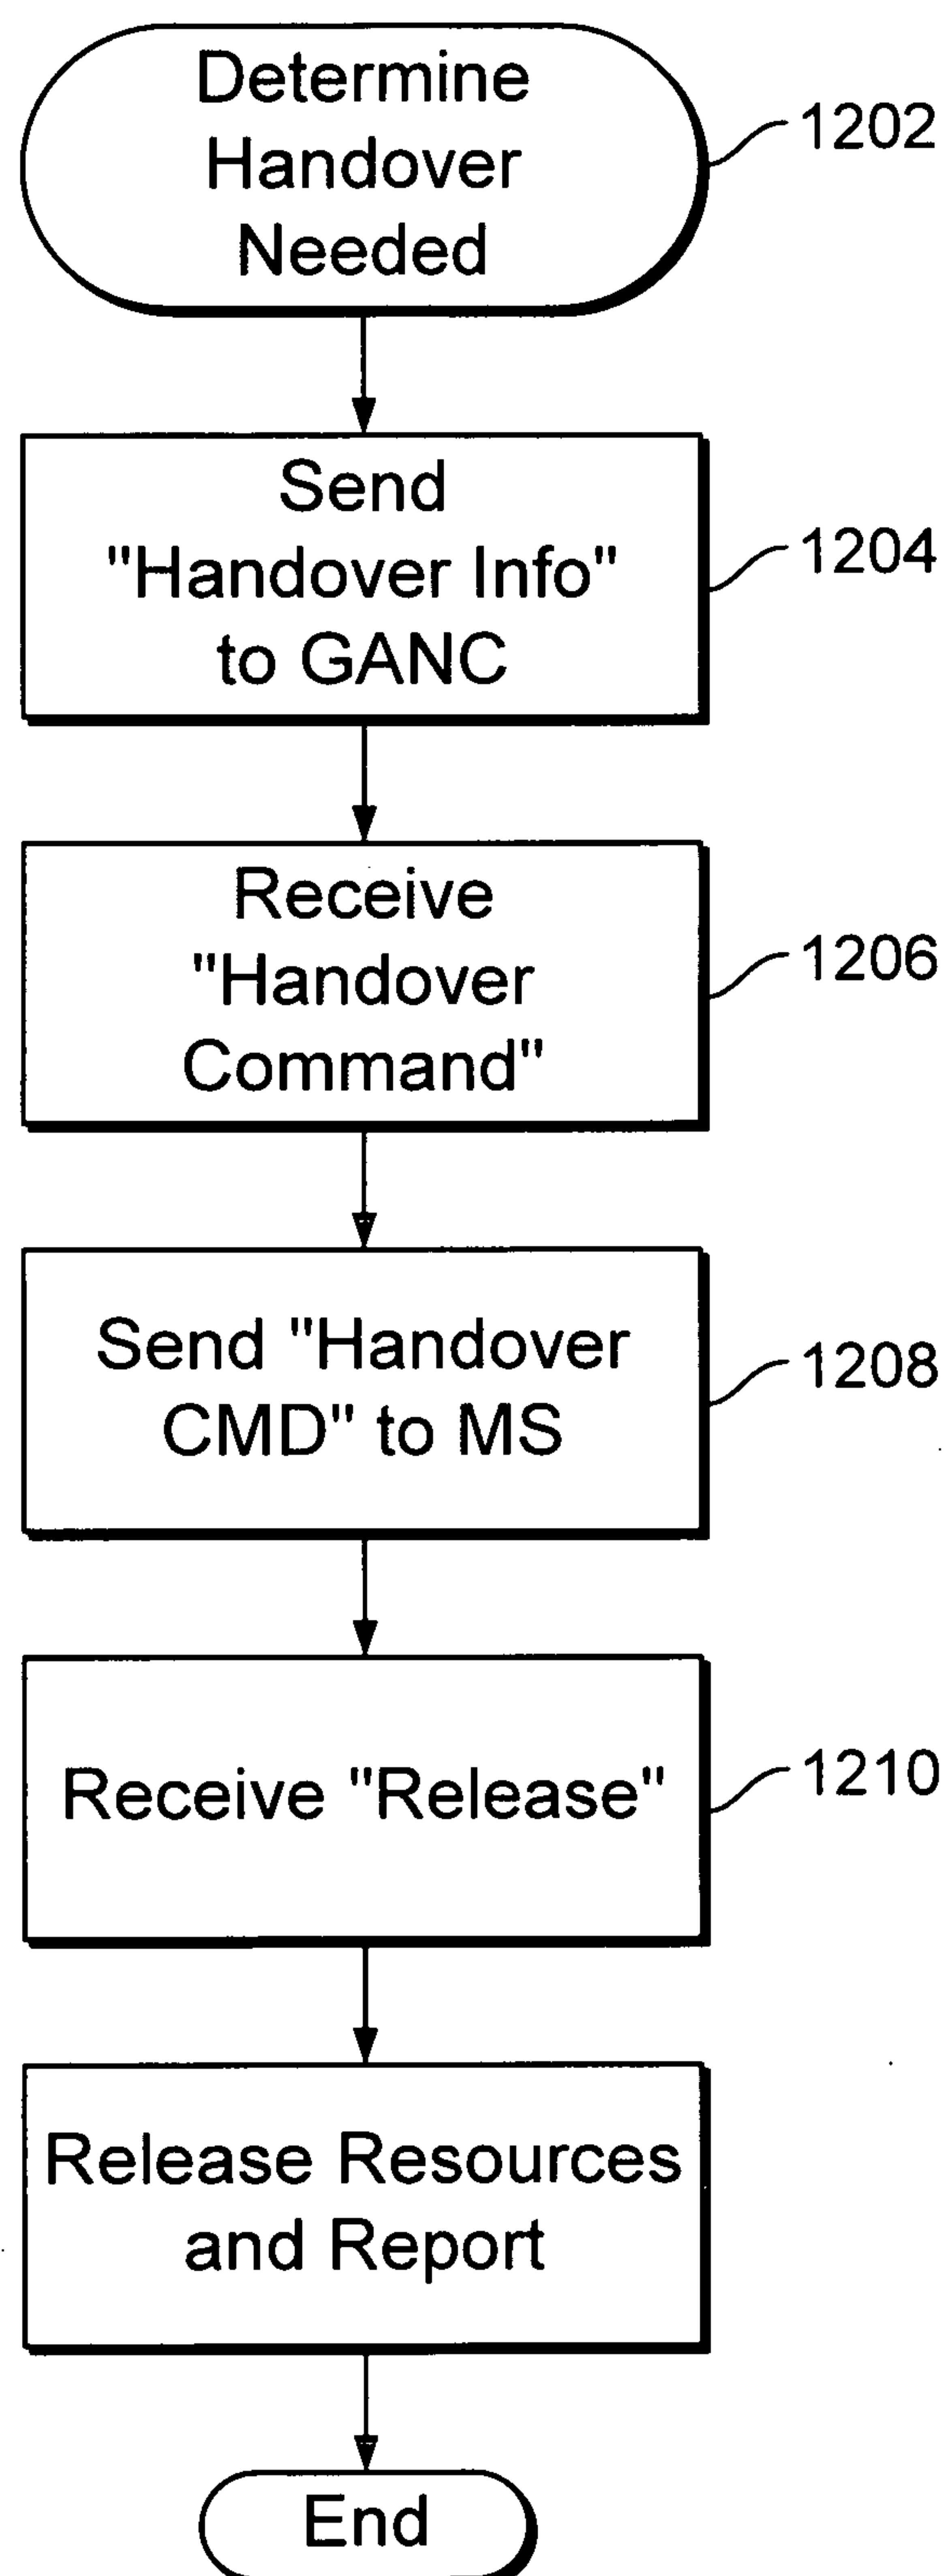 Determine
Handover
Needed
1202
Send
"Handover Info"
to GANC
1204
Receive
"Handover
Command"
1206
Send "Handover
CMD" to MS
1208
Receive "Release"
1210
Release Resources
and Report
End